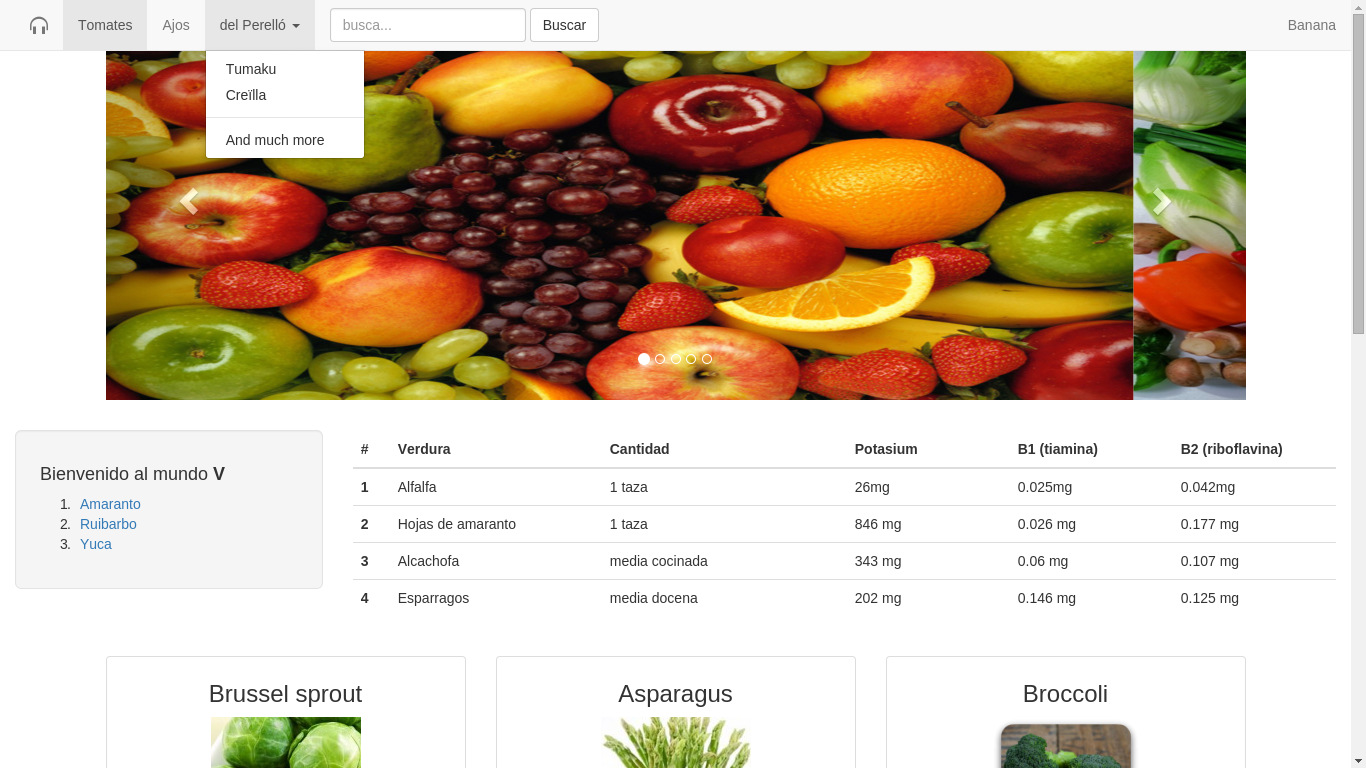 Tomates Ajos del Perelló busca... Buscar Banana
Tumaku
Creïlla
And much more
Bienvenido al mundo V
1. Amaranto
2. Ruibarbo
3. Yuca
# Verdura Cantidad Potasium B1 (tiamina) B2 (riboflavina)
1 Alfalfa 1 taza 26mg 0.025mg 0.042mg
2 Hojas de amaranto 1 taza 846 mg 0.026 mg 0.177 mg
3 Alcachofa media cocinada 343 mg 0.06 mg 0.107 mg
4 Esparragos media docena 202 mg 0.146 mg 0.125 mg
Brussel sprout Asparagus Broccoli